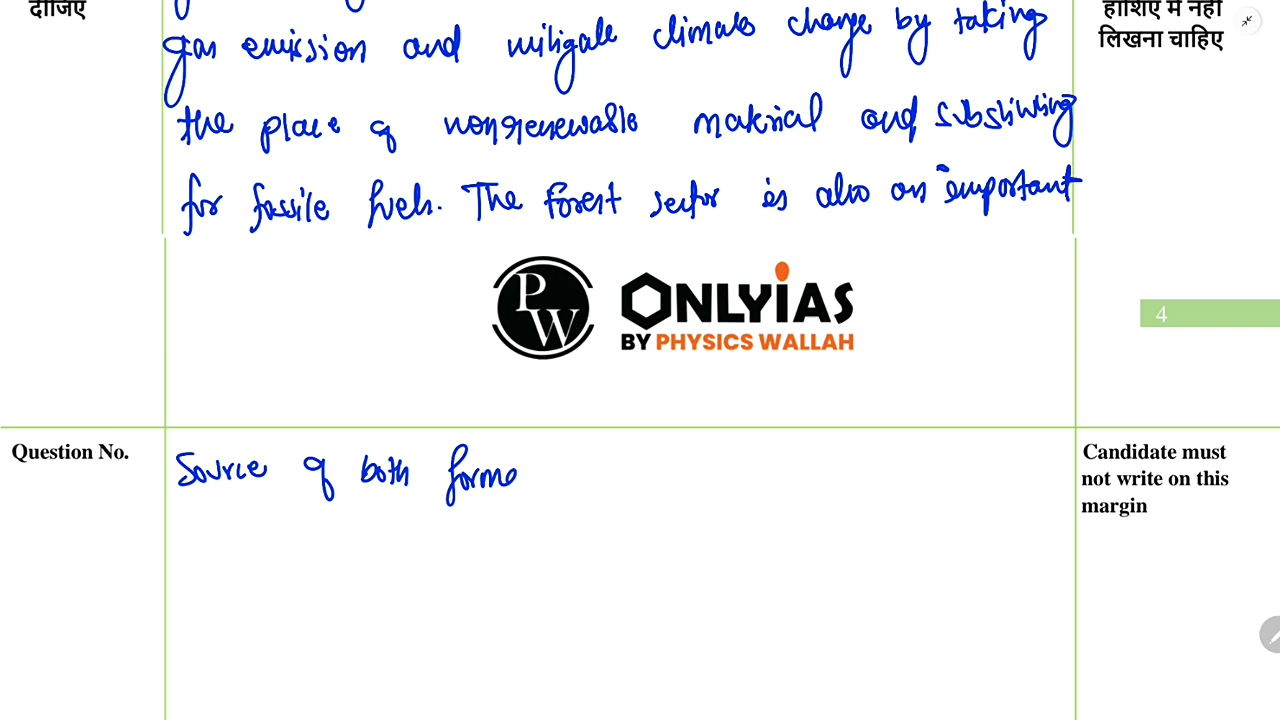 दीजिए
हाशिए में नहीं
लिखना चाहिए
gas emission and mitigate climate change by taking
the place of nonrenewable material and substituting
for fossile fuels. The forest sector is also an important
PW
ONLYIAS
BY PHYSICS WALLAH
4
Question No.
Source of both forme
Candidate must
not write on this
margin